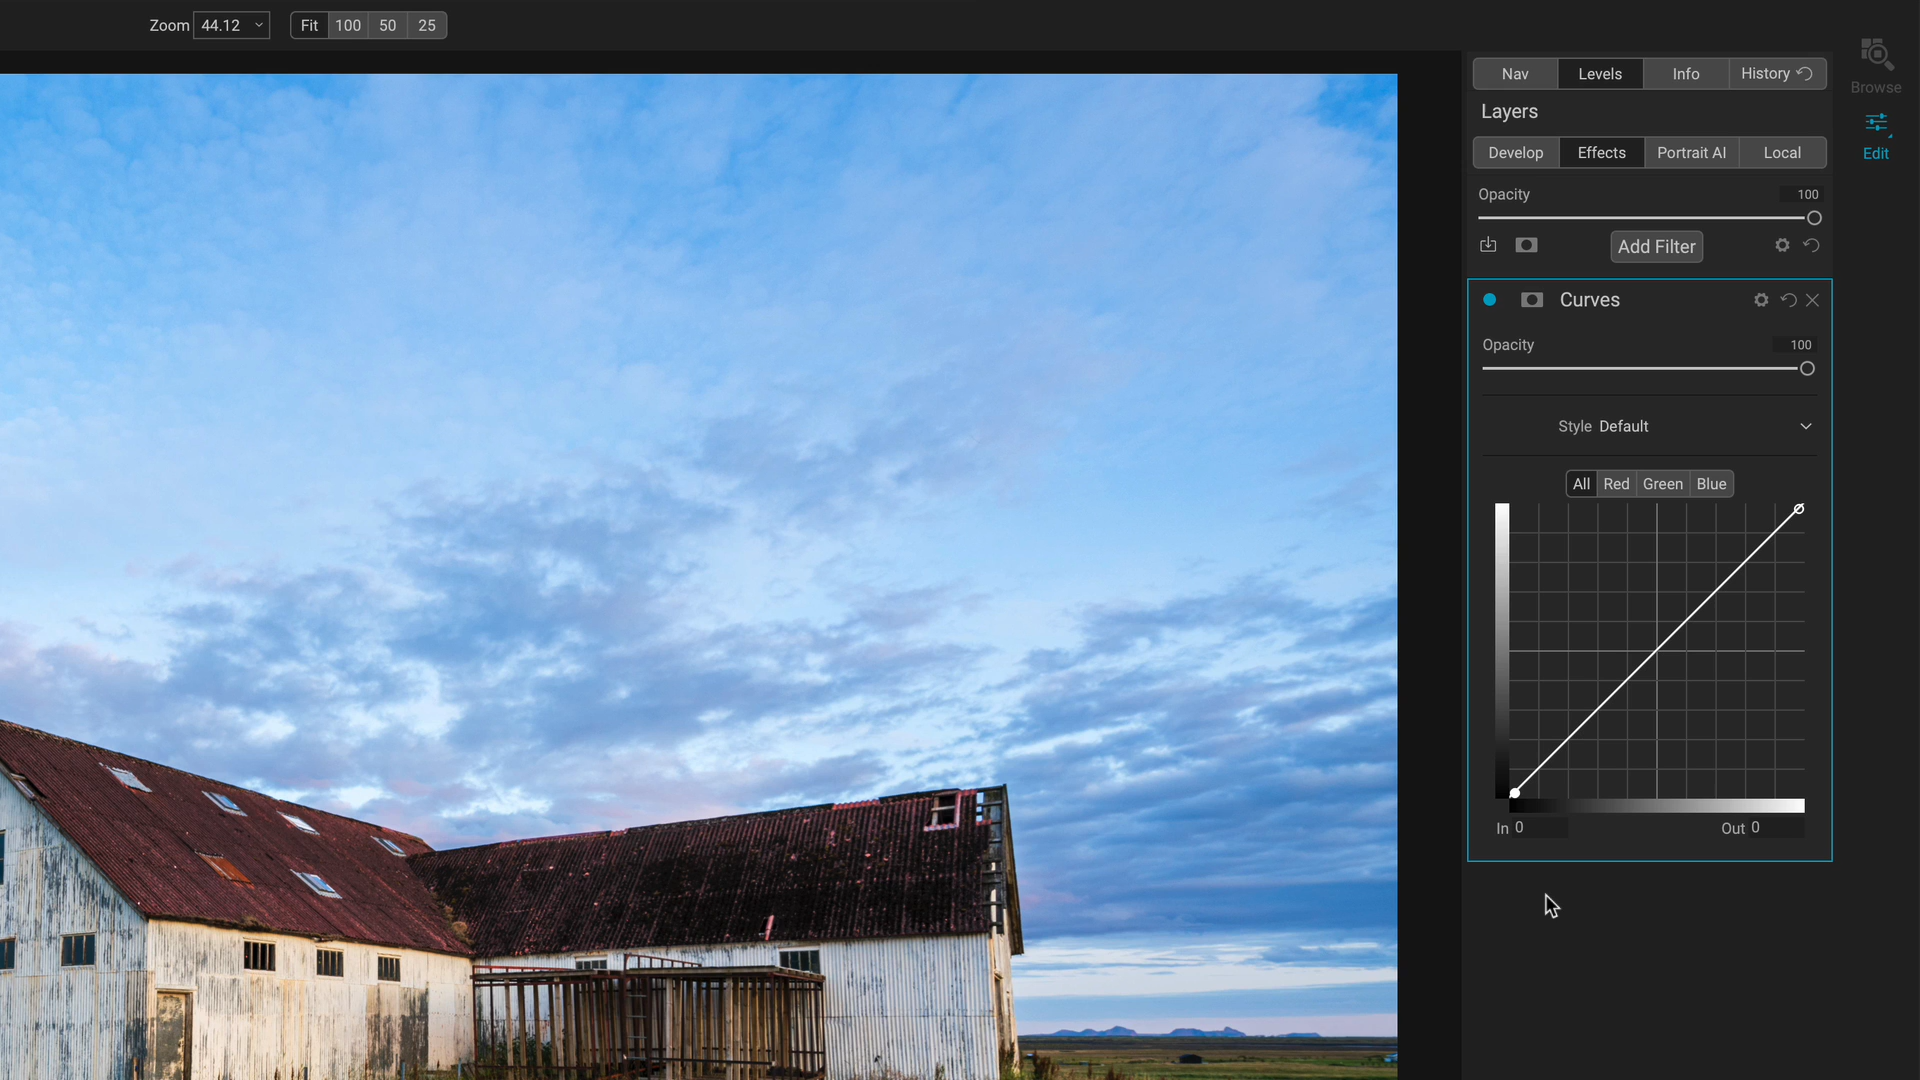 Zoom 44.12 Fit 100 50 25
Nav Levels Info History
Browse
Layers
Develop Effects Portrait AI Local
Edit
Opacity 100
Add Filter
Curves
Opacity 100
Style Default
All Red Green Blue
In 0 Out 0